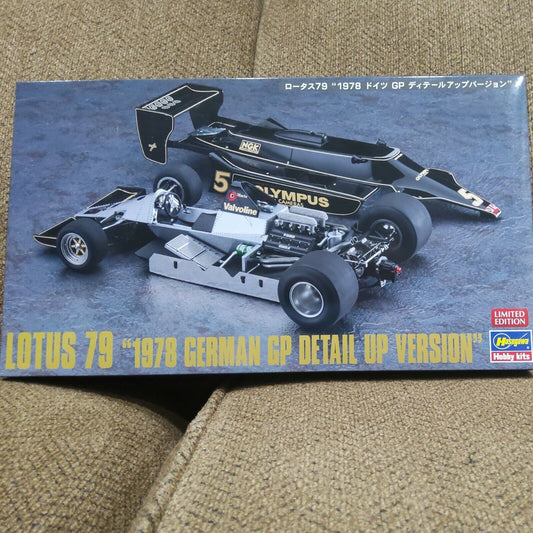 ロータス79 "1978 ドイツ GP ディテールアップバージョン"
NGK
5
OLYMPUS
CAMERAS
5
Valvoline
LIMITED
EDITION
LOTUS 79 "1978 GERMAN GP DETAIL UP VERSION"
Hasegawa
Hobby kits